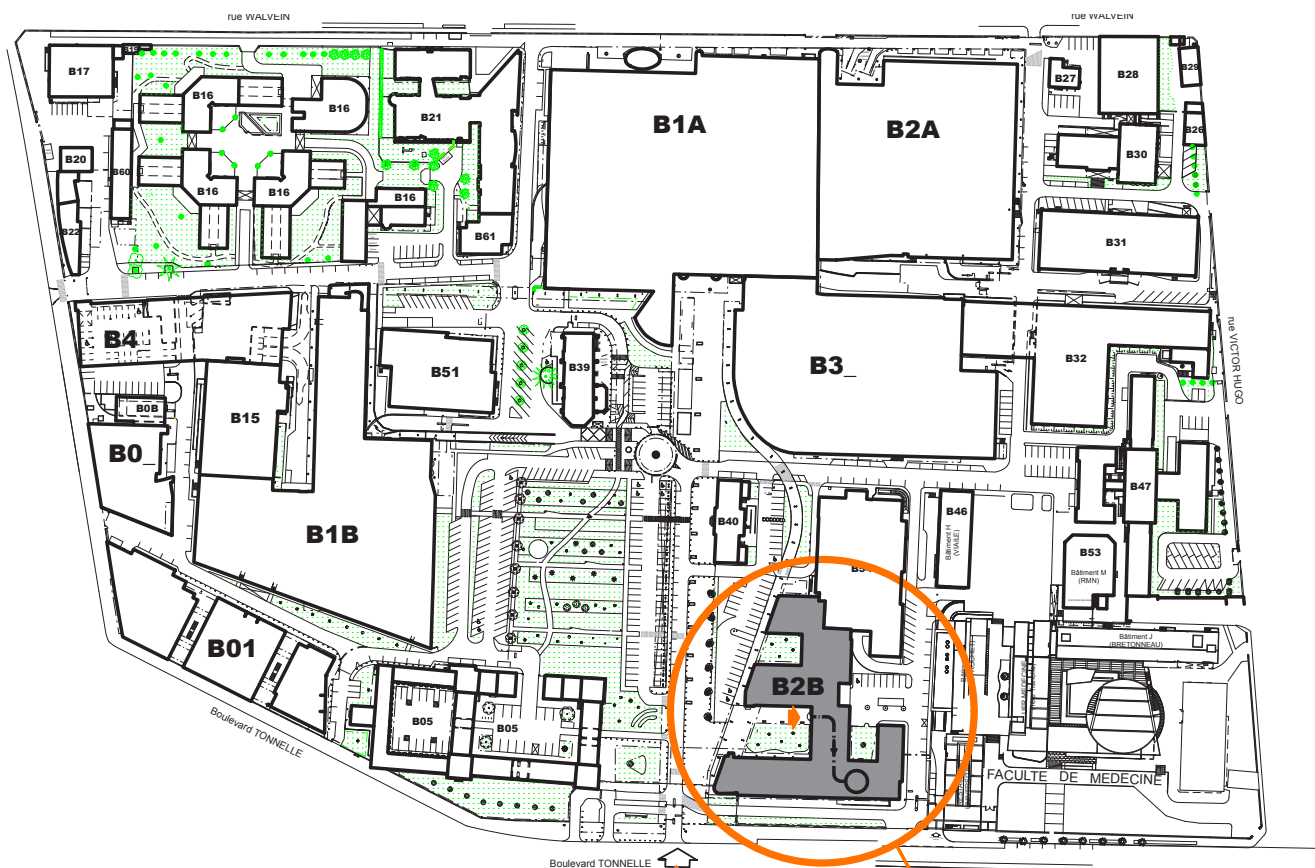 rue WALVEIN
rue WALVEIN
B17
B16
B16
B21
B1A
B2A
B27
B28
B29
B26
B30
B20
B60
B16
B16
B16
B22
B61
B31
B4
B51
B39
B3_
B32
rue VICTOR HUGO
B0B
B15
B0_
B1B
B40
B46
Bâtiment H
(VIALLE)
B47
B53
Bâtiment M
(RMN)
B01
B2B
Bâtiment J
(BRETONNEAU)
B05
B05
Boulevard TONNELLE
FACULTE DE MEDECINE
Boulevard TONNELLE